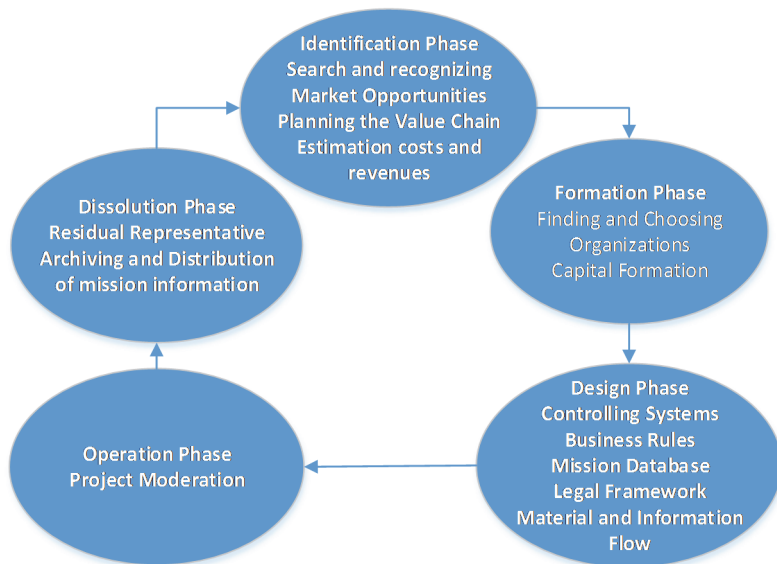 Identification Phase
Search and recognizing
Market Opportunities
Planning the Value Chain
Estimation costs and
revenues
Formation Phase
Finding and Choosing
Organizations
Capital Formation
Design Phase
Controlling Systems
Business Rules
Mission Database
Legal Framework
Material and Information
Flow
Operation Phase
Project Moderation
Dissolution Phase
Residual Representative
Archiving and Distribution
of mission information